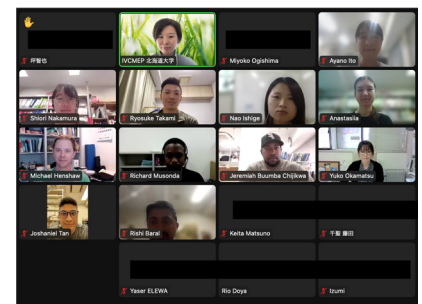 坪智也
IVCMEP 北海道大学
Miyoko Ogishima
Ayano Ito
Shiori Nakamura
Ryosuke Takami
Nao Ishige
Anastasiia
Michael Henshaw
Richard Musonda
Jeremiah Buumba Chijikwa
Yuko Okamatsu
Joshaniel Tan
Rishi Baral
Keita Matsuno
千聖 藤田
Yaser ELEWA
Rio Doya
Izumi